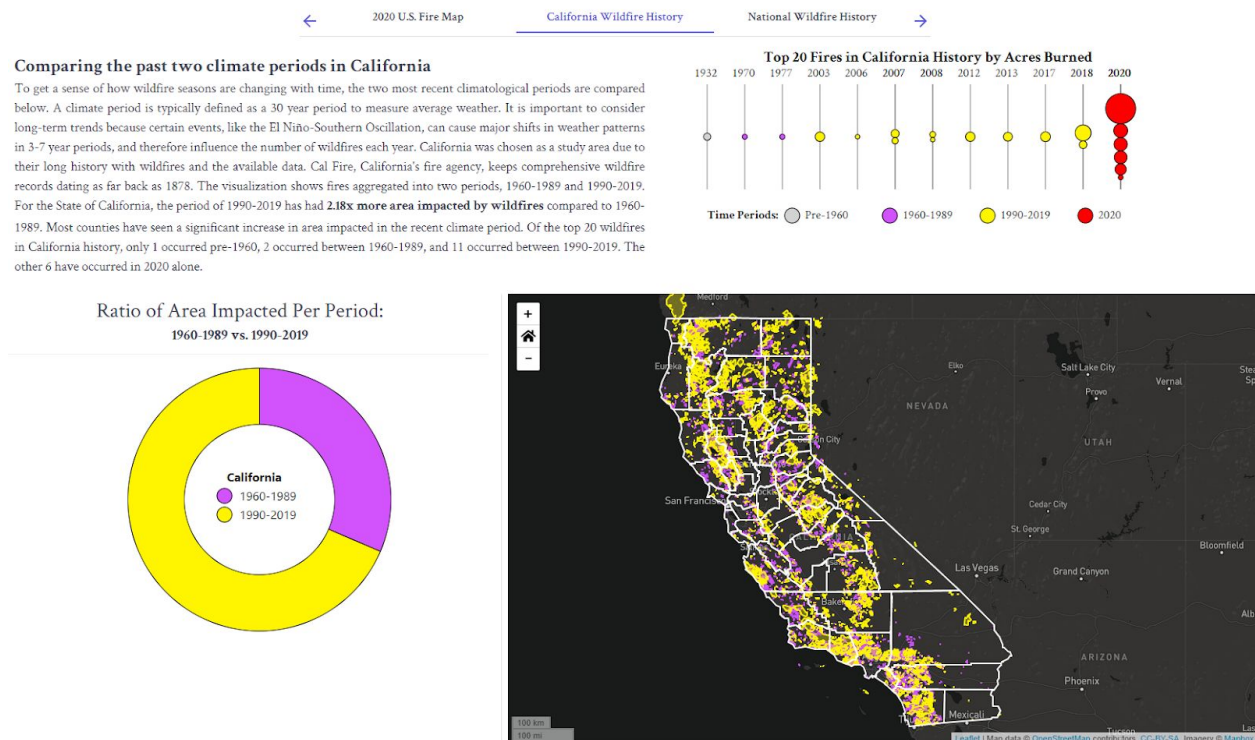 ← 2020 U.S. Fire Map California Wildfire History National Wildfire History →
Comparing the past two climate periods in California
To get a sense of how wildfire seasons are changing with time, the two most recent climatological periods are compared
below. A climate period is typically defined as a 30 year period to measure average weather. It is important to consider
long-term trends because certain events, like the El Niño-Southern Oscillation, can cause major shifts in weather patterns
in 3-7 year periods, and therefore influence the number of wildfires each year. California was chosen as a study area due to
their long history with wildfires and the available data. Cal Fire, California's fire agency, keeps comprehensive wildfire
records dating as far back as 1878. The visualization shows fires aggregated into two periods, 1960-1989 and 1990-2019.
For the State of California, the period of 1990-2019 has had 2.18x more area impacted by wildfires compared to 1960-
1989. Most counties have seen a significant increase in area impacted in the recent climate period. Of the top 20 wildfires
in California history, only 1 occurred pre-1960, 2 occurred between 1960-1989, and 11 occurred between 1990-2019. The
other 6 have occurred in 2020 alone.
Top 20 Fires in California History by Acres Burned
1932 1970 1977 2003 2006 2007 2008 2012 2013 2017 2018 2020
Time Periods: Pre-1960 1960-1989 1990-2019 2020
Ratio of Area Impacted Per Period:
1960-1989 vs. 1990-2019
California
1960-1989
1990-2019
+
−
Medford
Eureka
Elko
Salt Lake City
Provo
Vernal
NEVADA
UTAH
San Francisco
Cedar City
St. George
Bloomfield
Las Vegas
Grand Canyon
ARIZONA
Phoenix
Mexicali
Tucson
100 km
100 mi
Leaflet | Map data © OpenStreetMap contributors, CC-BY-SA, Imagery © Mapbox